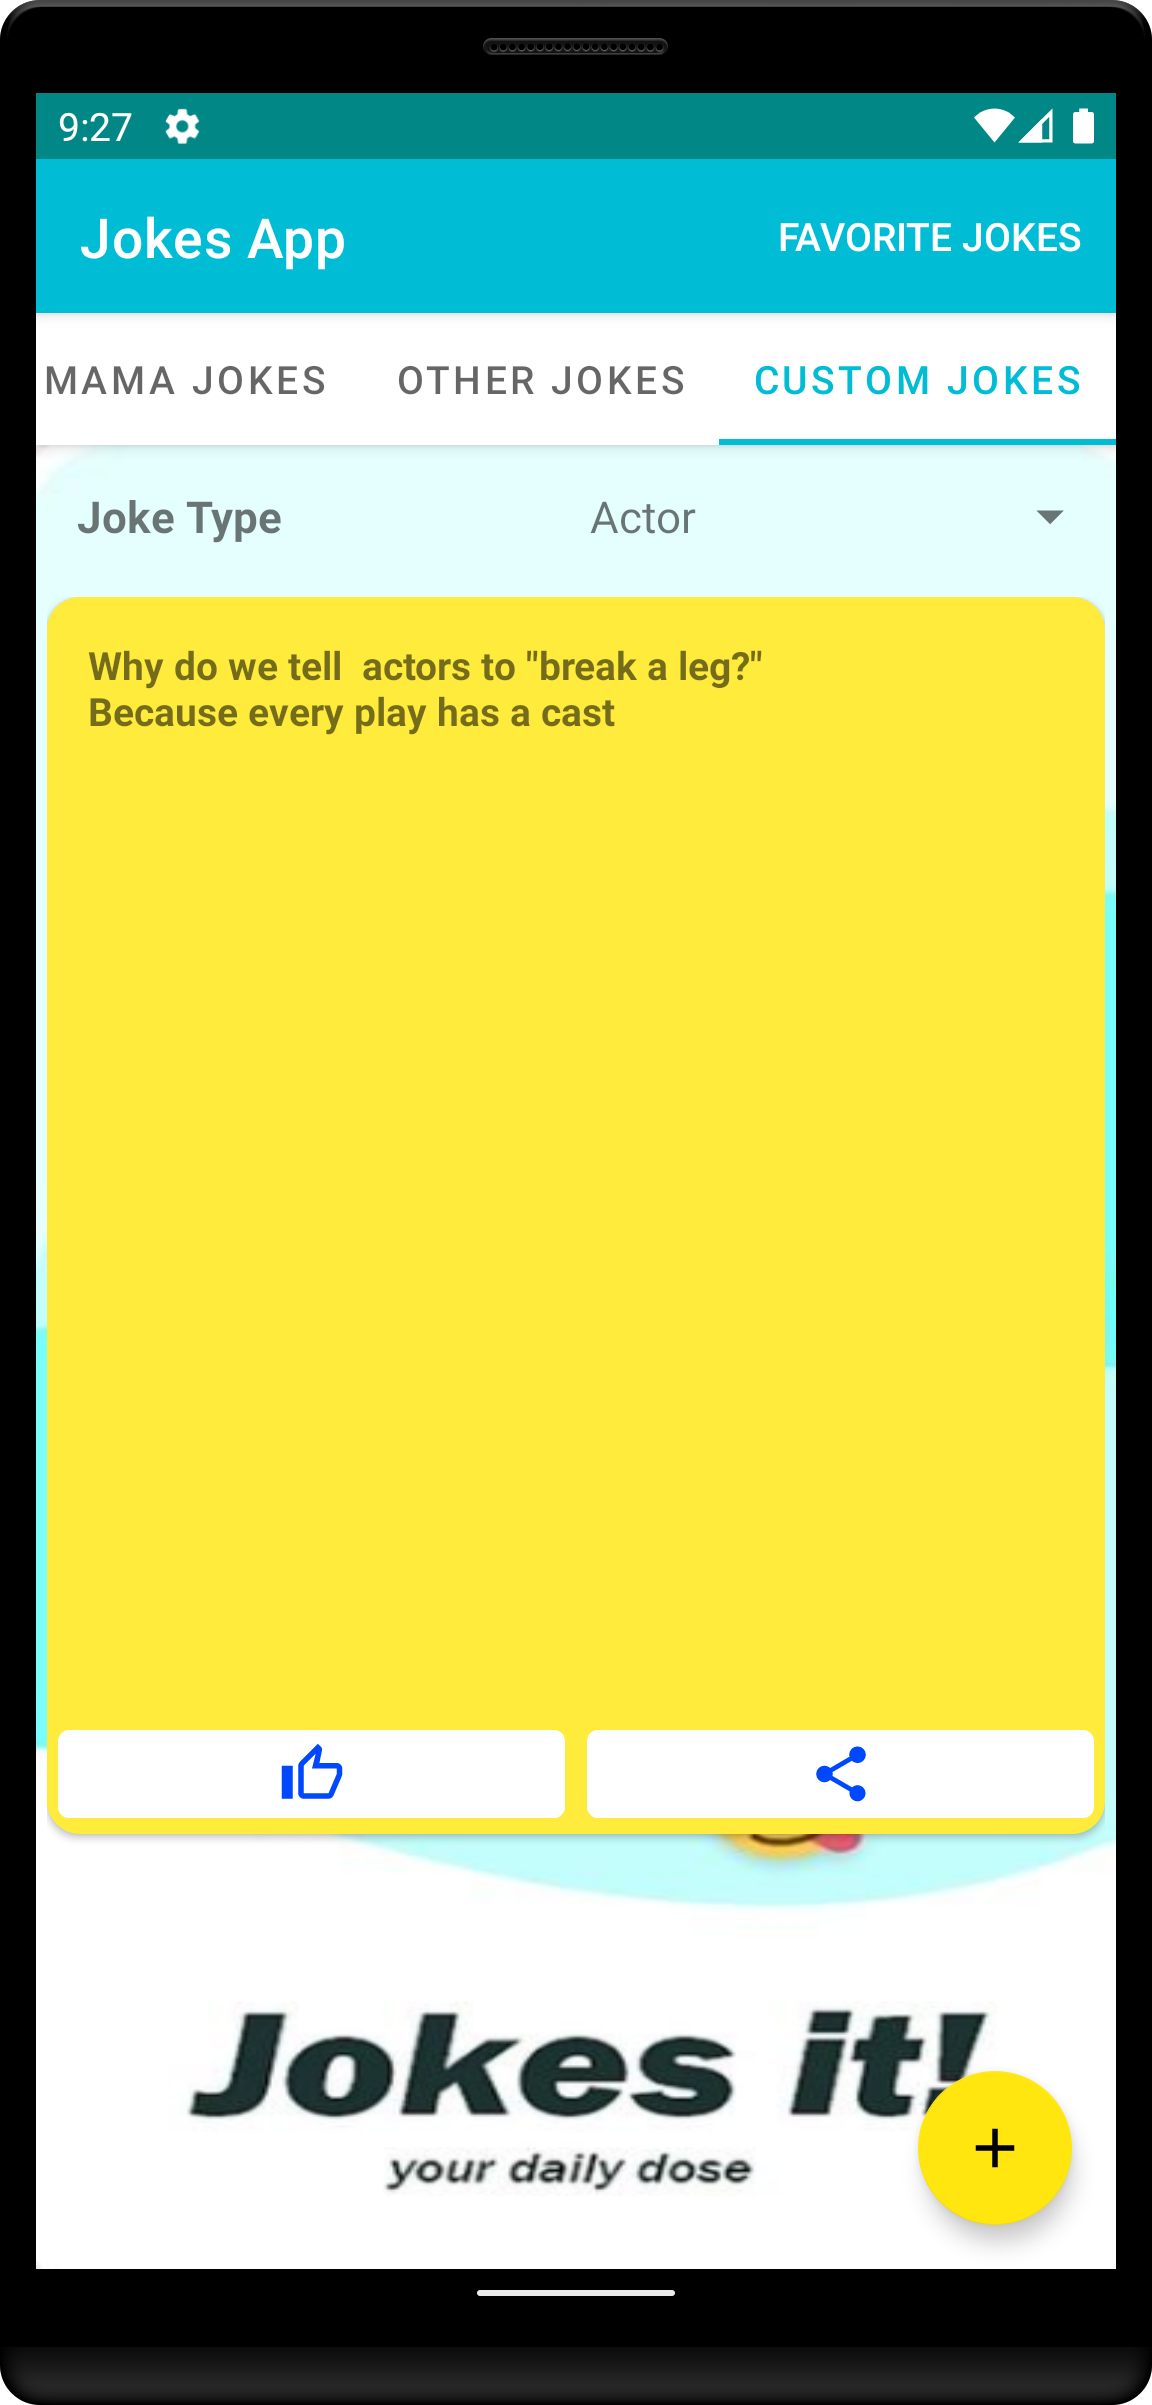 9:27
Jokes App
FAVORITE JOKES
MAMA JOKES
OTHER JOKES
CUSTOM JOKES
Joke Type
Actor
Why do we tell  actors to "break a leg?"
Because every play has a cast
Jokes it!
your daily dose